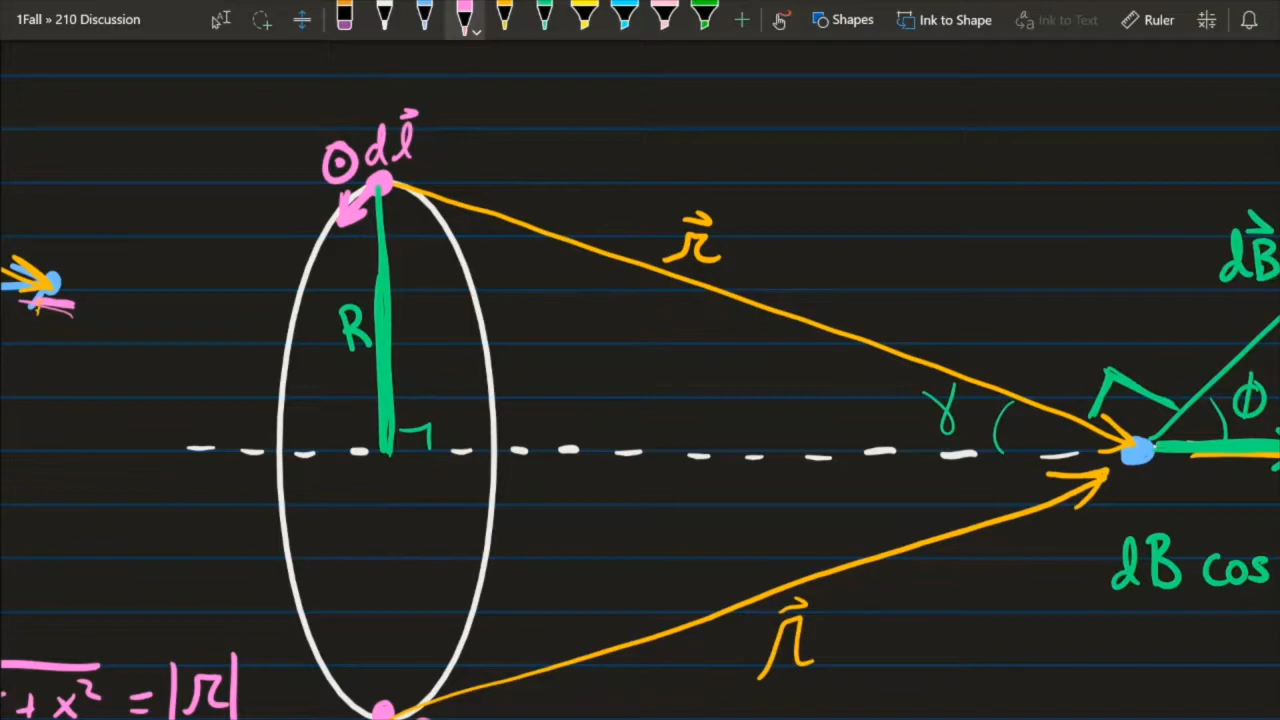 1Fall » 210 Discussion
Shapes
Ink to Shape
Ink to Text
Ruler
dl⃗
r⃗
dB⃗
R
γ
ϕ
r⃗
dB cos
+ x² = |r|